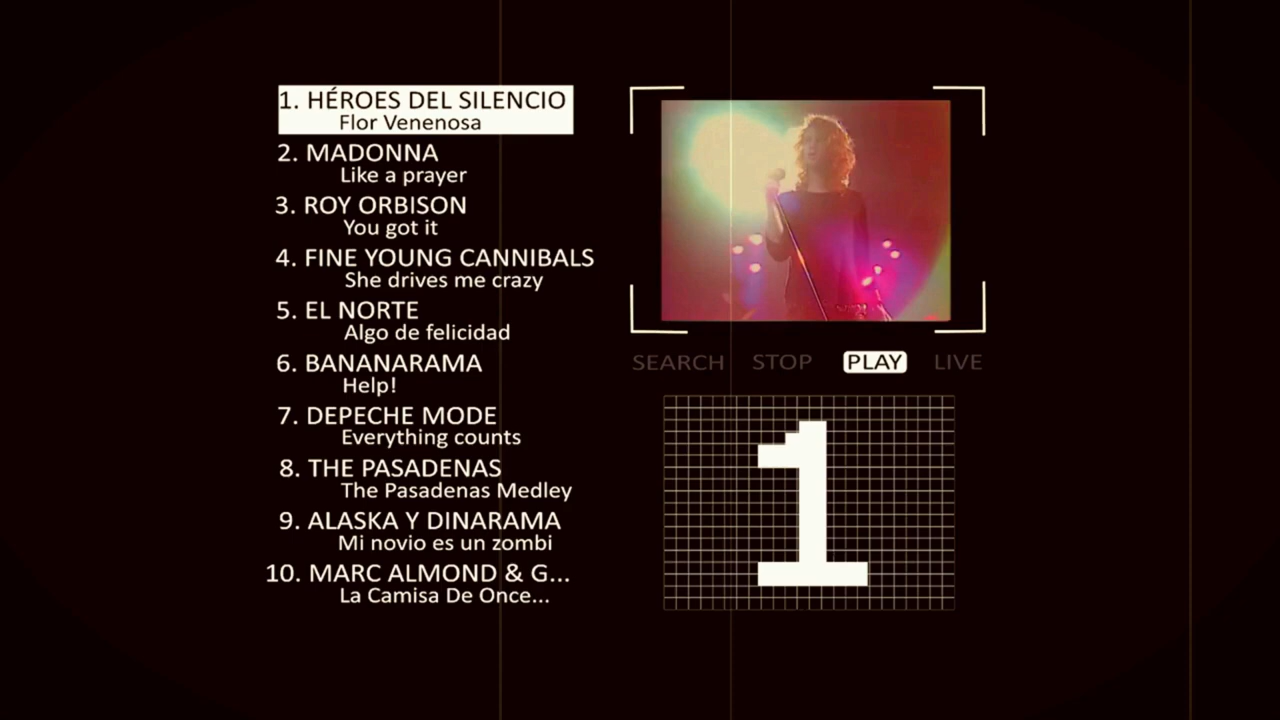 1. HÉROES DEL SILENCIO
Flor Venenosa
2. MADONNA
Like a prayer
3. ROY ORBISON
You got it
4. FINE YOUNG CANNIBALS
She drives me crazy
5. EL NORTE
Algo de felicidad
6. BANANARAMA
Help!
7. DEPECHE MODE
Everything counts
8. THE PASADENAS
The Pasadenas Medley
9. ALASKA Y DINARAMA
Mi novio es un zombi
10. MARC ALMOND & G...
La Camisa De Once...
SEARCH STOP PLAY LIVE
1